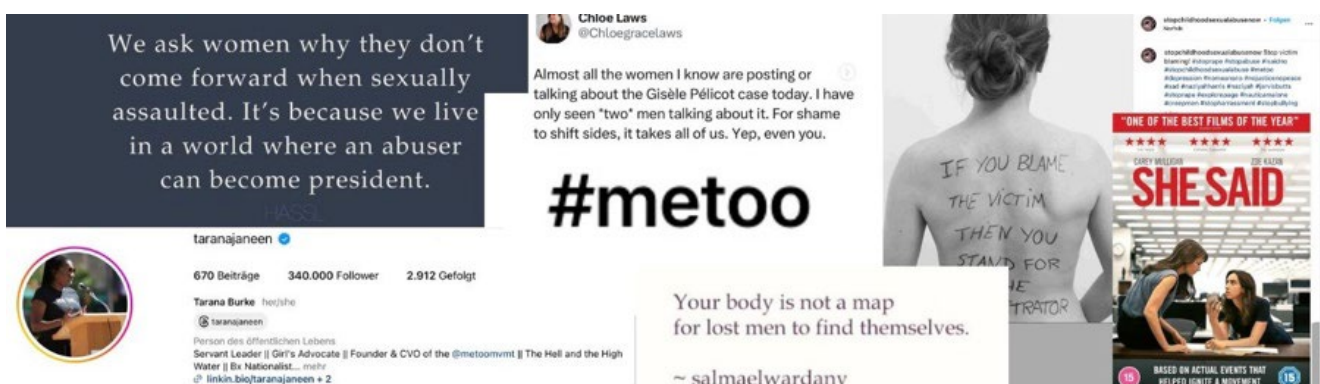 We ask women why they don't
come forward when sexually
assaulted. It's because we live
in a world where an abuser
can become president.
HASSL
taranajaneen
670 Beiträge 340.000 Follower 2.912 Gefolgt
Tarana Burke her/she
taranajaneen
Person des öffentlichen Lebens
Servant Leader || Girl's Advocate || Founder & CVO of the @metoomvmt || The Hell and the High
Water || Bx Nationalist... mehr
linkin.bio/taranajaneen + 2
Chloe Laws
@Chloegracelaws
Almost all the women I know are posting or
talking about the Gisèle Pélicot case today. I have
only seen *two* men talking about it. For shame
to shift sides, it takes all of us. Yep, even you.
#metoo
Your body is not a map
for lost men to find themselves.
~ salmaelwardany
IF YOU BLAME
THE VICTIM
THEN YOU
STAND FOR
HE
TRATOR
stopchildhoodsexualabusenow • Folgen
Norfolk
stopchildhoodsexualabusenow Stop victim
"ONE OF THE BEST FILMS OF THE YEAR"
CAREY MULLIGAN ZOE KAZAN
SHE SAID
BASED ON ACTUAL EVENTS THAT
HELPED IGNITE A MOVEMENT
15 15